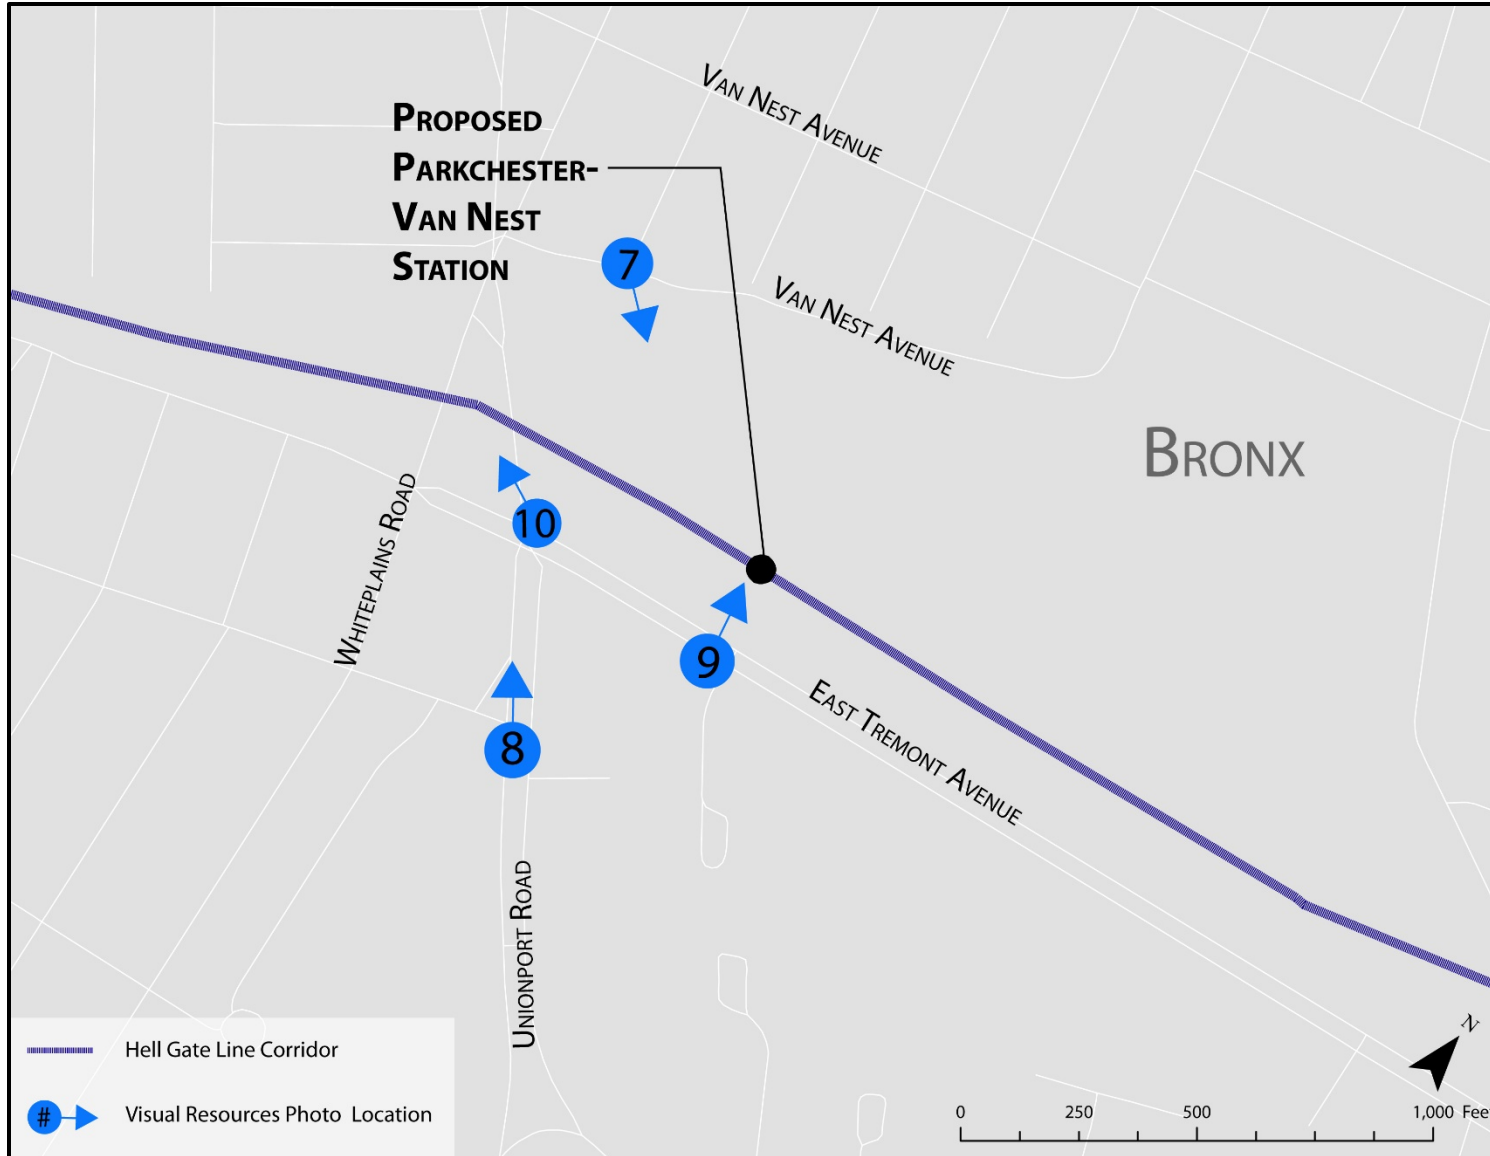 VAN NEST AVENUE
PROPOSED
PARKCHESTER-
VAN NEST
STATION
7
VAN NEST AVENUE
BRONX
WHITEPLAINS ROAD
10
9
8
EAST TREMONT AVENUE
UNIONPORT ROAD
N
Hell Gate Line Corridor
# Visual Resources Photo Location
0 250 500 1,000 Feet